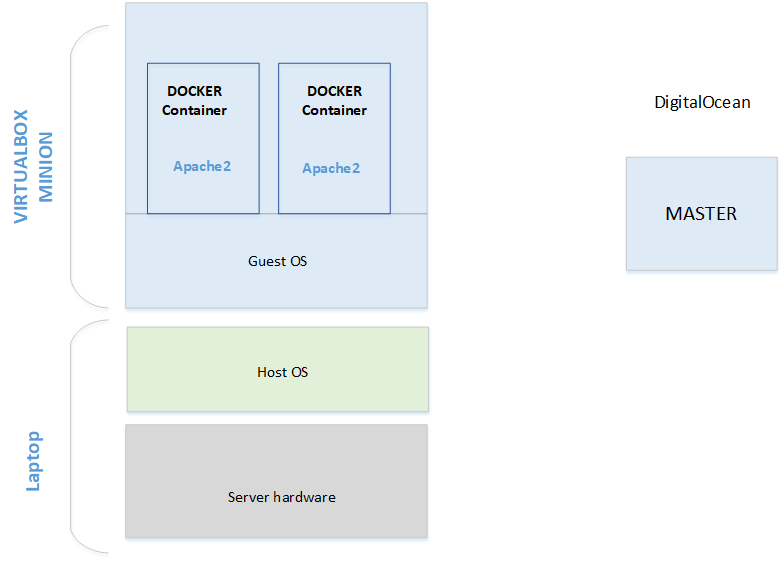 DOCKER
Container
Apache2
DOCKER
Container
Apache2
Guest OS
VIRTUALBOX
MINION
Host OS
Server hardware
Laptop
DigitalOcean
MASTER